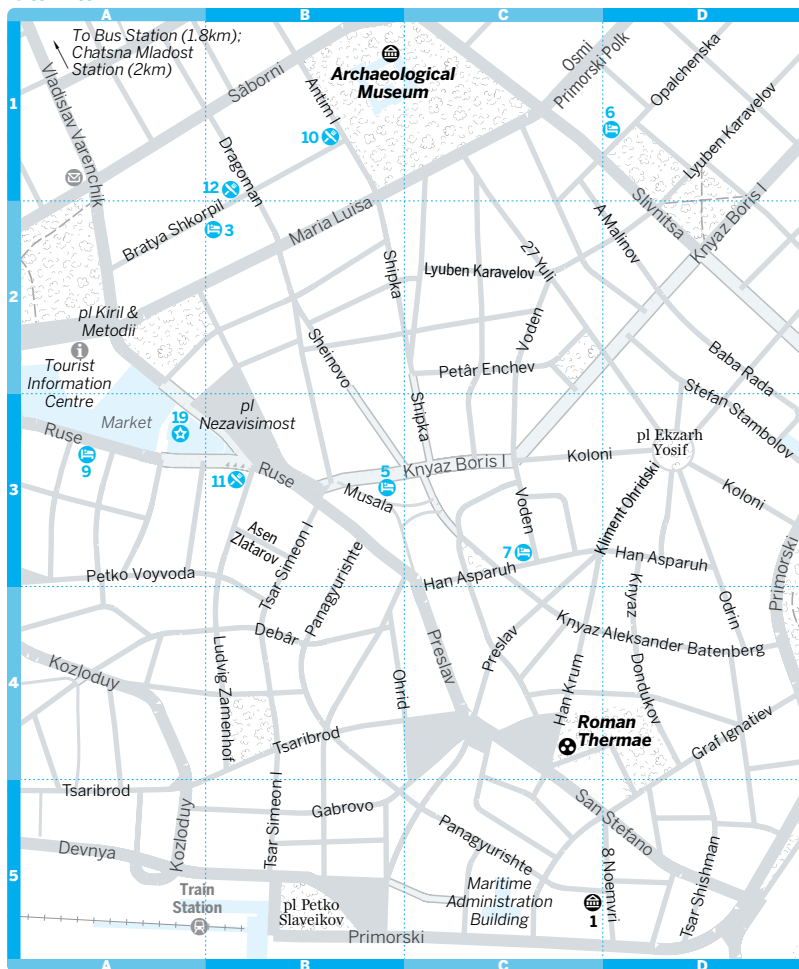 A
B
C
D
To Bus Station (1.8km);
Chatsna Mladost
Station (2km)
Archaeological
Museum
Osmi
Primorski Polk
Opalchenska
Lyuben Karavelov
1
Vladislav Varenchik
Sâborni
Antim I
10
6
12
Dragoman
Bratya Shkorpil
3
Maria Luisa
Slivnitsa
Knyaz Boris I
A Malinov
27 Yuli
Lyuben Karavelov
Shipka
2
pl Kiril &
Metodii
Voden
Sheinovo
Petâr Enchev
Baba Rada
Stefan Stambolov
Tourist
Information
Centre
Market
19
pl
Nezavisimost
Shipka
pl Ekzarh
Yosif
Ruse
9
11
Ruse
5
Knyaz Boris I
Koloni
Koloni
3
Musala
Voden
Kliment Ohridski
Asen
Zlatarov
Tsar Simeon I
Panagyurishte
7
Han Asparuh
Han Asparuh
Primorski
Petko Voyvoda
Debâr
Preslav
Preslav
Knyaz
Dondukov
Odrin
Knyaz Aleksander Batenberg
4
Kozloduy
Ludvig Zamenhof
Ohrid
Han Krum
Roman
Thermae
Graf Ignatiev
Tsaribrod
Tsaribrod
Tsar Simeon I
Gabrovo
Panagyurishte
San Stefano
Kozloduy
Devnya
5
Train
Station
pl Petko
Slaveikov
Maritime
Administration
Building
8 Noemvri
1
Tsar Shishman
Primorski
A
B
C
D